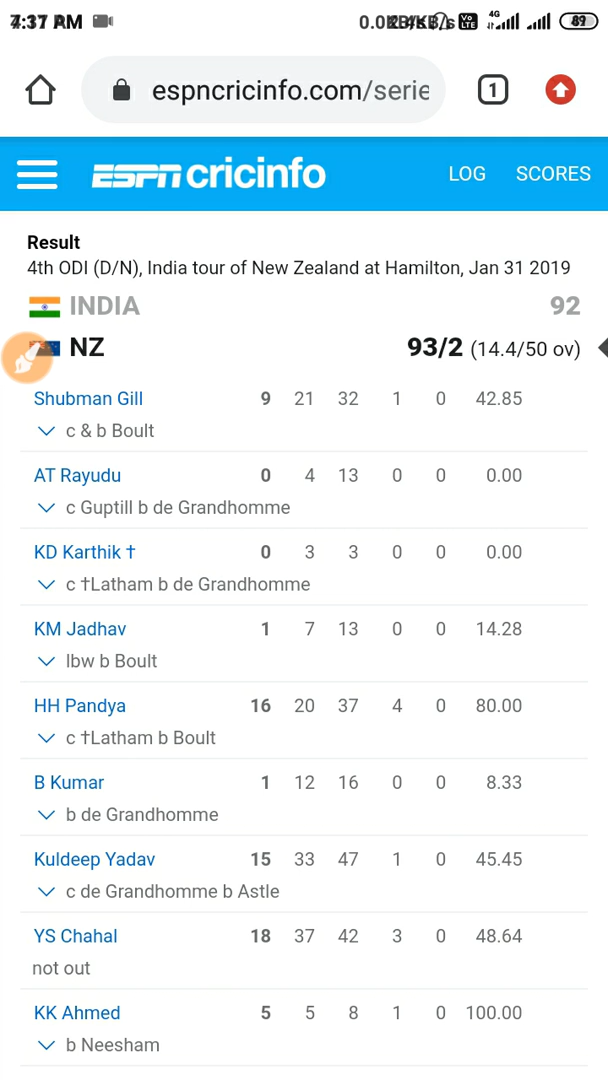 4:37 AM 4G 89
espncricinfo.com/serie 1
ESPN cricinfo LOG SCORES
Result
4th ODI (D/N), India tour of New Zealand at Hamilton, Jan 31 2019
INDIA 92
NZ 93/2 (14.4/50 ov)
Shubman Gill 9 21 32 1 0 42.85
c & b Boult
AT Rayudu 0 4 13 0 0 0.00
c Guptill b de Grandhomme
KD Karthik † 0 3 3 0 0 0.00
c †Latham b de Grandhomme
KM Jadhav 1 7 13 0 0 14.28
lbw b Boult
HH Pandya 16 20 37 4 0 80.00
c †Latham b Boult
B Kumar 1 12 16 0 0 8.33
b de Grandhomme
Kuldeep Yadav 15 33 47 1 0 45.45
c de Grandhomme b Astle
YS Chahal 18 37 42 3 0 48.64
not out
KK Ahmed 5 5 8 1 0 100.00
b Neesham